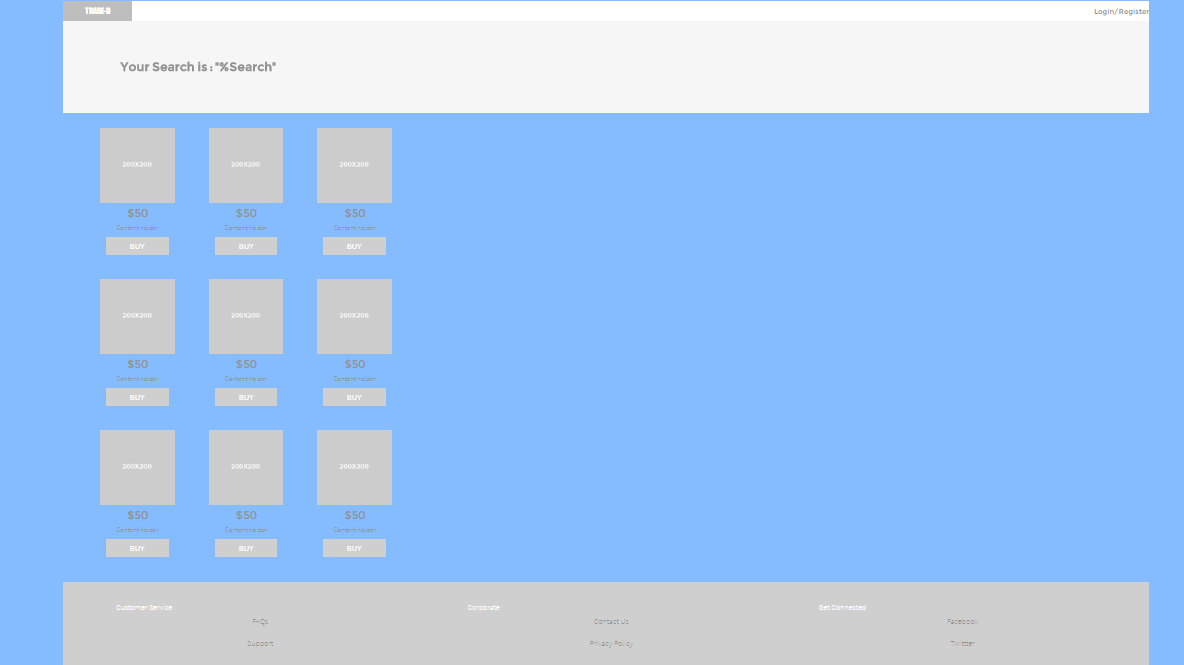 TRADE-D
Login/Register
Your Search is : "%Search"
200X200 200X200 200X200
$50 $50 $50
Content holder Content holder Content holder
BUY BUY BUY
200X200 200X200 200X200
$50 $50 $50
Content holder Content holder Content holder
BUY BUY BUY
200X200 200X200 200X200
$50 $50 $50
Content holder Content holder Content holder
BUY BUY BUY
Customer Service Corporate Get Connected
FAQs Contact Us Facebook
Support Privacy Policy Twittter